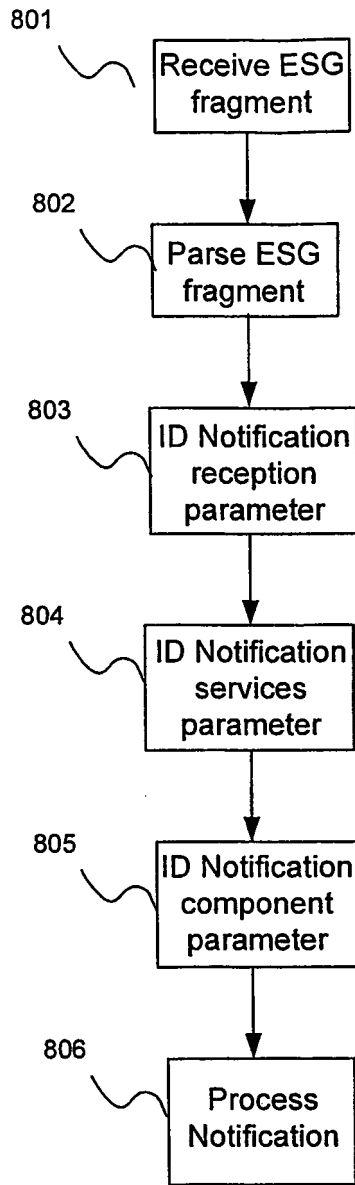 801
Receive ESG
fragment
802
Parse ESG
fragment
803
ID Notification
reception
parameter
804
ID Notification
services
parameter
805
ID Notification
component
parameter
806
Process
Notification